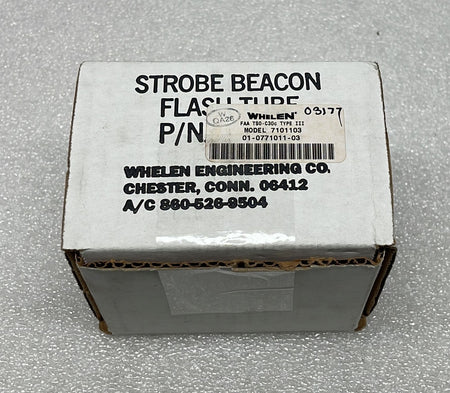 STROBE BEACON
FLASH TUBE
P/N
W
QA26
WHELEN
03177
FAA TSO-C30c TYPE III
MODEL 7101103
01-0771011-03
WHELEN ENGINEERING CO.
CHESTER, CONN. 06412
A/C 860-526-9504